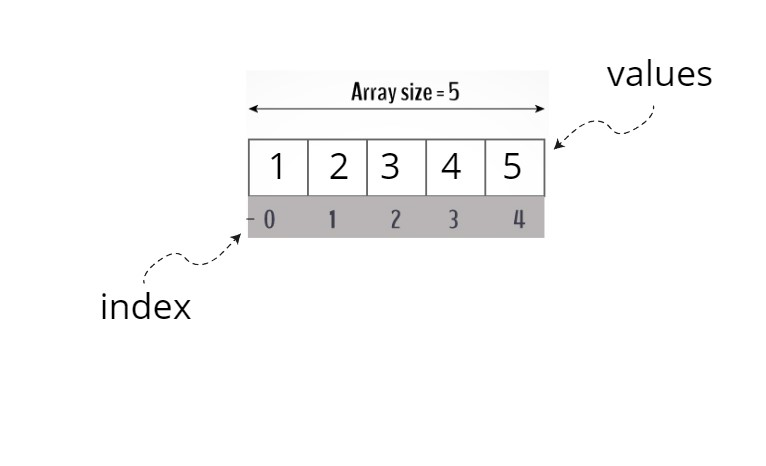 values
Array size = 5
1 2 3 4 5
- 0 1 2 3 4
index